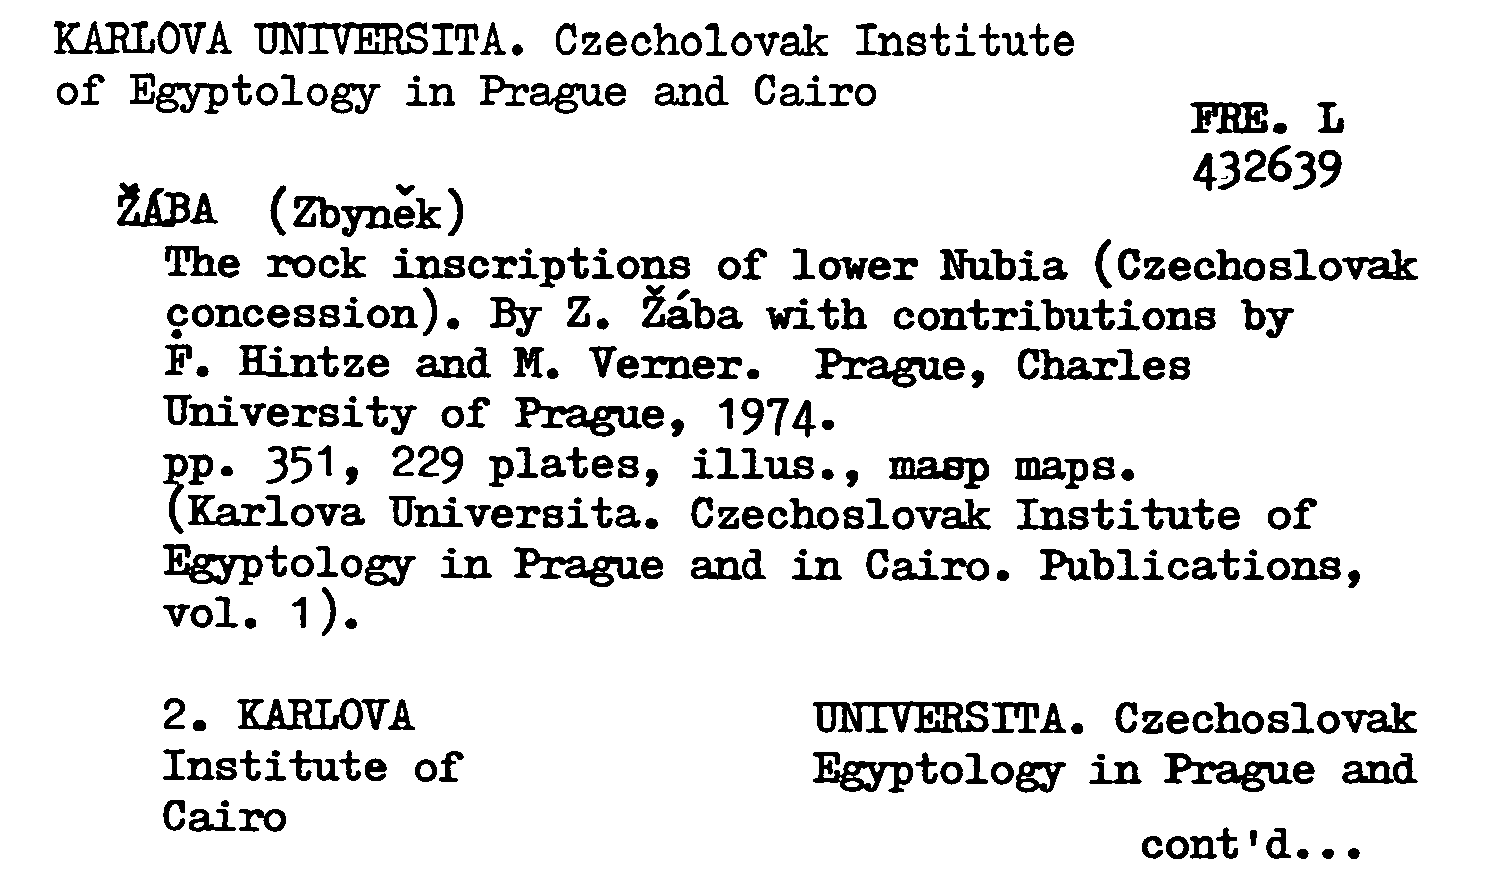 KARLOVA UNIVERSITA. Czecholovak Institute
of Egyptology in Prague and Cairo
FRE. L
432639
ŽÁBA (Zbyněk)
The rock inscriptions of lower Nubia (Czechoslovak
concession). By Z. Žába with contributions by
F. Hintze and M. Verner. Prague, Charles
University of Prague, 1974.
pp. 351, 229 plates, illus., masp maps.
(Karlova Universita. Czechoslovak Institute of
Egyptology in Prague and in Cairo. Publications,
vol. 1).
2. KARLOVA UNIVERSITA. Czechoslovak
Institute of Egyptology in Prague and
Cairo
cont'd...